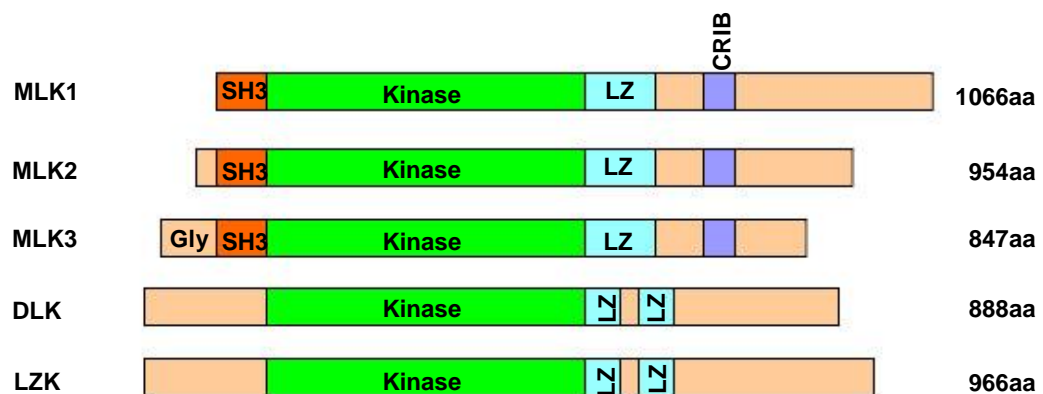 CRIB
MLK1 SH3 Kinase LZ 1066aa
MLK2 SH3 Kinase LZ 954aa
MLK3 Gly SH3 Kinase LZ 847aa
DLK Kinase LZ LZ 888aa
LZK Kinase LZ LZ 966aa